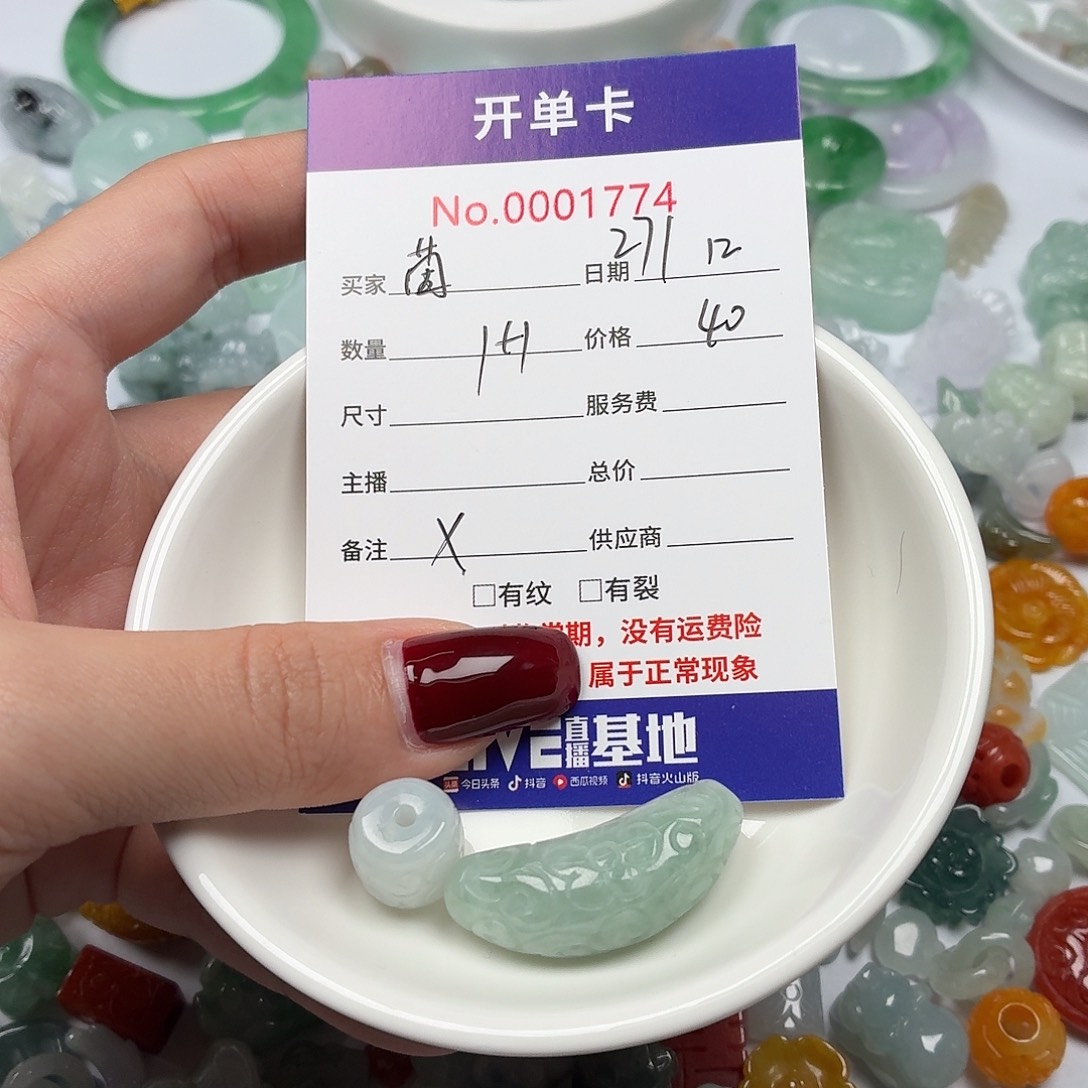 开单卡
No.0001774
买家 日期 27/12
数量 价格 40
尺寸 服务费
主播 总价
备注 X 供应商
□有纹 □有裂
期，没有运费险
属于正常现象
直播基地
头条 今日头条 抖音 西瓜视频 抖音火山版